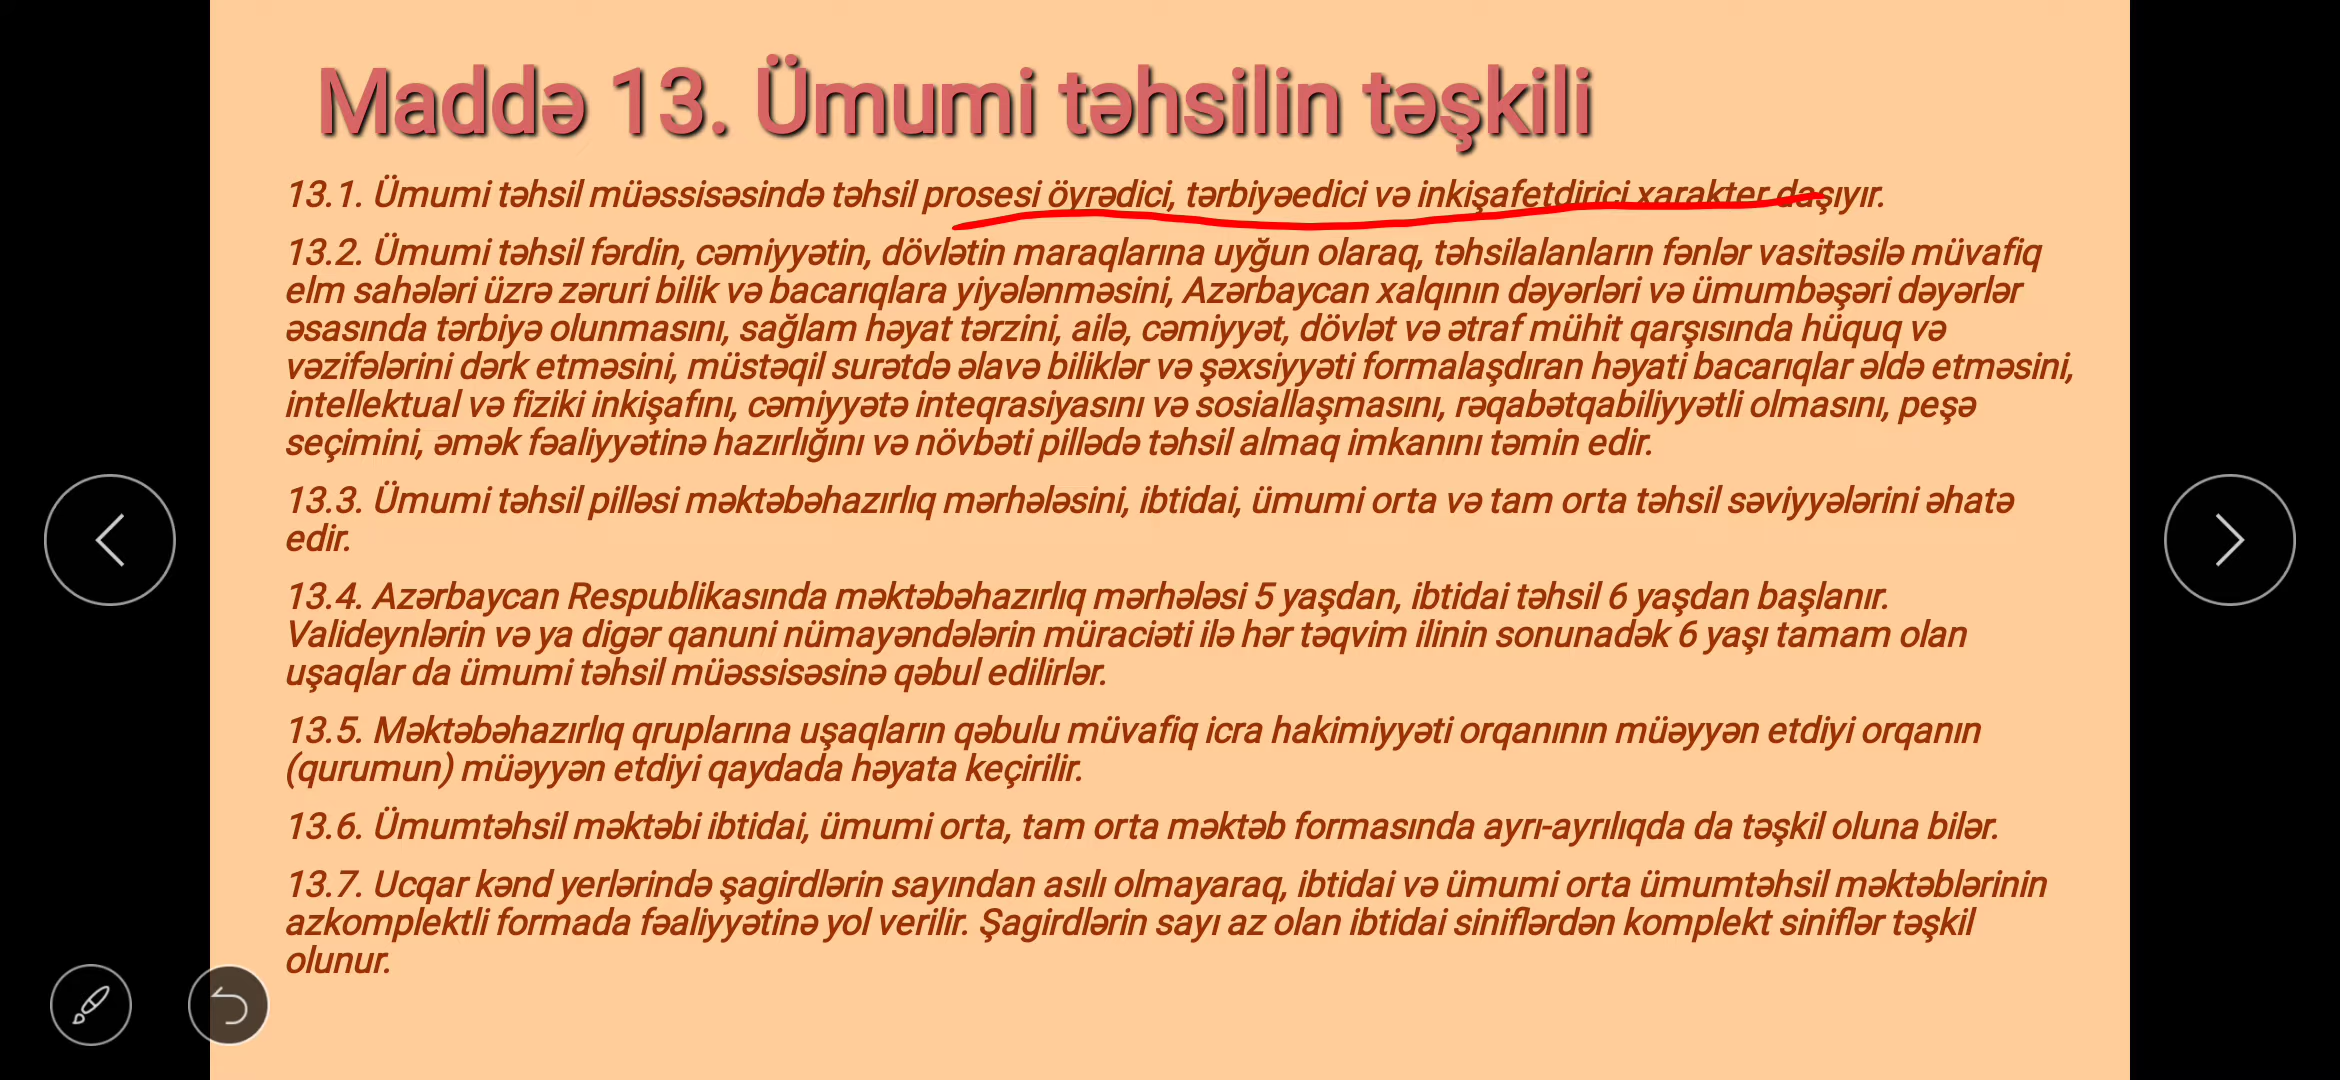 Maddə 13. Ümumi təhsilin təşkili
13.1. Ümumi təhsil müəssisəsində təhsil prosesi öyrədici, tərbiyəedici və inkişafetdirici xarakter daşıyır.
13.2. Ümumi təhsil fərdin, cəmiyyətin, dövlətin maraqlarına uyğun olaraq, təhsilalanların fənlər vasitəsilə müvafiq
elm sahələri üzrə zəruri bilik və bacarıqlara yiyələnməsini, Azərbaycan xalqının dəyərləri və ümumbəşəri dəyərlər
əsasında tərbiyə olunmasını, sağlam həyat tərzini, ailə, cəmiyyət, dövlət və ətraf mühit qarşısında hüquq və
vəzifələrini dərk etməsini, müstəqil surətdə əlavə biliklər və şəxsiyyəti formalaşdıran həyati bacarıqlar əldə etməsini,
intellektual və fiziki inkişafını, cəmiyyətə inteqrasiyasını və sosiallaşmasını, rəqabətqabiliyyətli olmasını, peşə
seçimini, əmək fəaliyyətinə hazırlığını və növbəti pillədə təhsil almaq imkanını təmin edir.
13.3. Ümumi təhsil pilləsi məktəbəhazırlıq mərhələsini, ibtidai, ümumi orta və tam orta təhsil səviyyələrini əhatə
edir.
13.4. Azərbaycan Respublikasında məktəbəhazırlıq mərhələsi 5 yaşdan, ibtidai təhsil 6 yaşdan başlanır.
Valideynlərin və ya digər qanuni nümayəndələrin müraciəti ilə hər təqvim ilinin sonunadək 6 yaşı tamam olan
uşaqlar da ümumi təhsil müəssisəsinə qəbul edilirlər.
13.5. Məktəbəhazırlıq qruplarına uşaqların qəbulu müvafiq icra hakimiyyəti orqanının müəyyən etdiyi orqanın
(qurumun) müəyyən etdiyi qaydada həyata keçirilir.
13.6. Ümumtəhsil məktəbi ibtidai, ümumi orta, tam orta məktəb formasında ayrı-ayrılıqda da təşkil oluna bilər.
13.7. Ucqar kənd yerlərində şagirdlərin sayından asılı olmayaraq, ibtidai və ümumi orta ümumtəhsil məktəblərinin
azkomplektli formada fəaliyyətinə yol verilir. Şagirdlərin sayı az olan ibtidai siniflərdən komplekt siniflər təşkil
olunur.